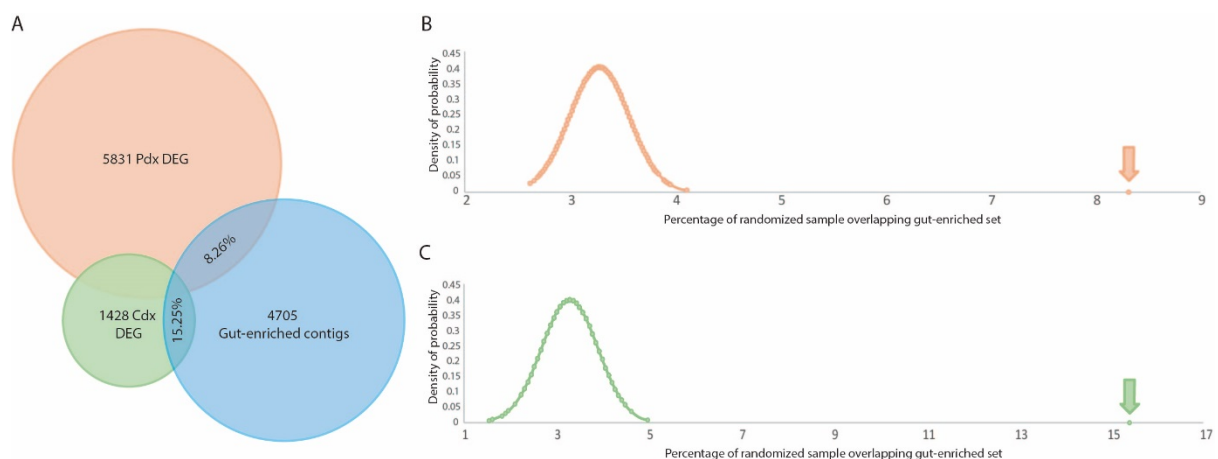 A
5831 Pdx DEG
8.26%
1428 Cdx
DEG
15.25%
4705
Gut-enriched contigs
B
Density of probability
0.45
0.4
0.35
0.3
0.25
0.2
0.15
0.1
0.05
0
2 3 4 5 6 7 8 9
Percentage of randomized sample overlapping gut-enriched set
C
Density of probability
0.45
0.4
0.35
0.3
0.25
0.2
0.15
0.1
0.05
0
1 3 5 7 9 11 13 15 17
Percentage of randomized sample overlapping gut-enriched set